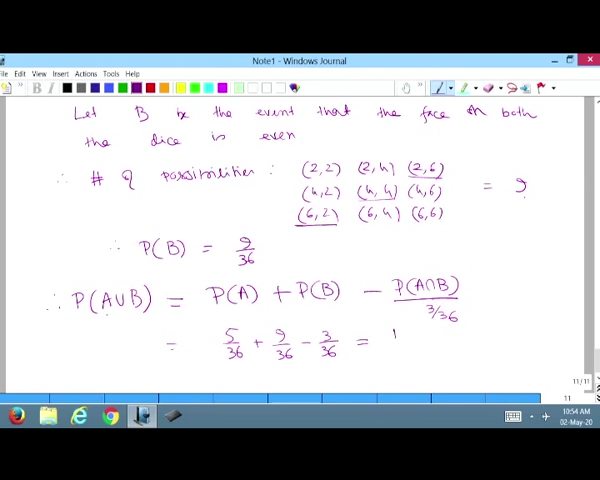 Note1 - Windows Journal
File Edit View Insert Actions Tools Help
Let B be the event that the face on both
the dice is even
∴ # of possibilities : (2,2) (2,4) (2,6)
(4,2) (4,4) (4,6) = 9
(6,2) (6,4) (6,6)
∴ P(B) = 9/36
∴ P(A∪B) = P(A) + P(B) − P(A∩B)
3/36
= 5/36 + 9/36 − 3/36 = 1
11/11
11
10:54 AM
02-May-20